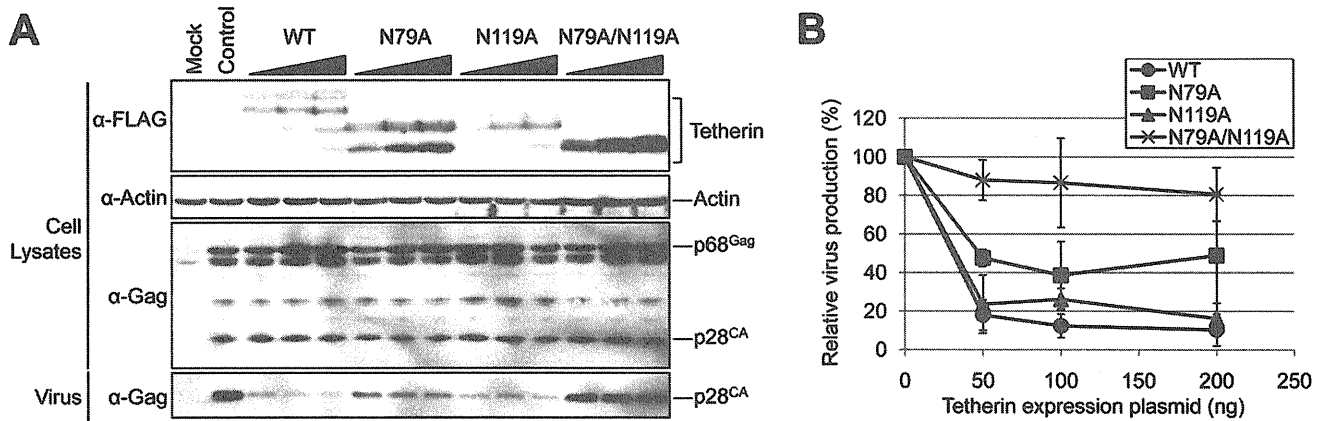 A
Mock
Control
WT
N79A
N119A
N79A/N119A
α-FLAG
Tetherin
α-Actin
Actin
Cell
Lysates
α-Gag
p68Gag
p28CA
Virus
α-Gag
p28CA
B
WT
N79A
N119A
N79A/N119A
Relative virus production (%)
120
100
80
60
40
20
0
0 50 100 150 200 250
Tetherin expression plasmid (ng)